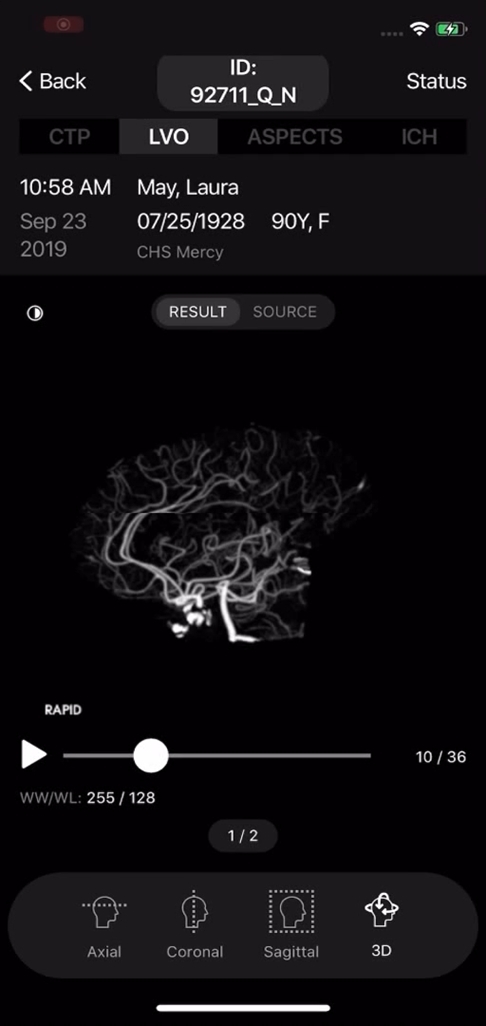 Back
ID:
92711_Q_N
Status
CTP
LVO
ASPECTS
ICH
10:58 AM
May, Laura
Sep 23
2019
07/25/1928
90Y, F
CHS Mercy
RESULT
SOURCE
RAPID
10 / 36
WW/WL: 255 / 128
1 / 2
Axial
Coronal
Sagittal
3D